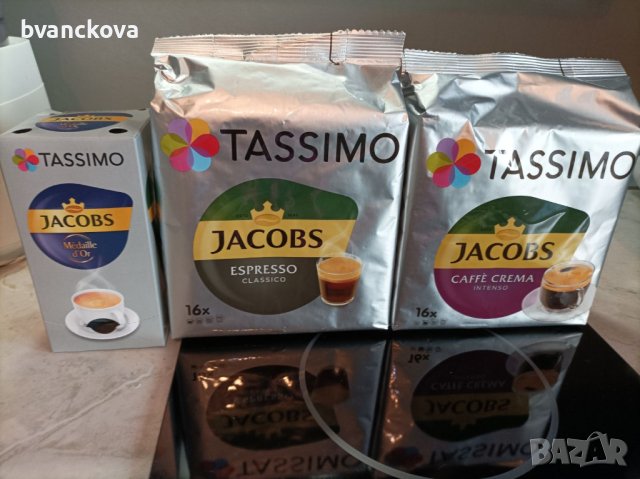 bvanckova
TASSIMO
JACOBS
Médaille
d'Or
TASSIMO
JACOBS
ESPRESSO
CLASSICO
16x
TASSIMO
JACOBS
CAFFÈ CREMA
INTENSO
16x
BAZAR